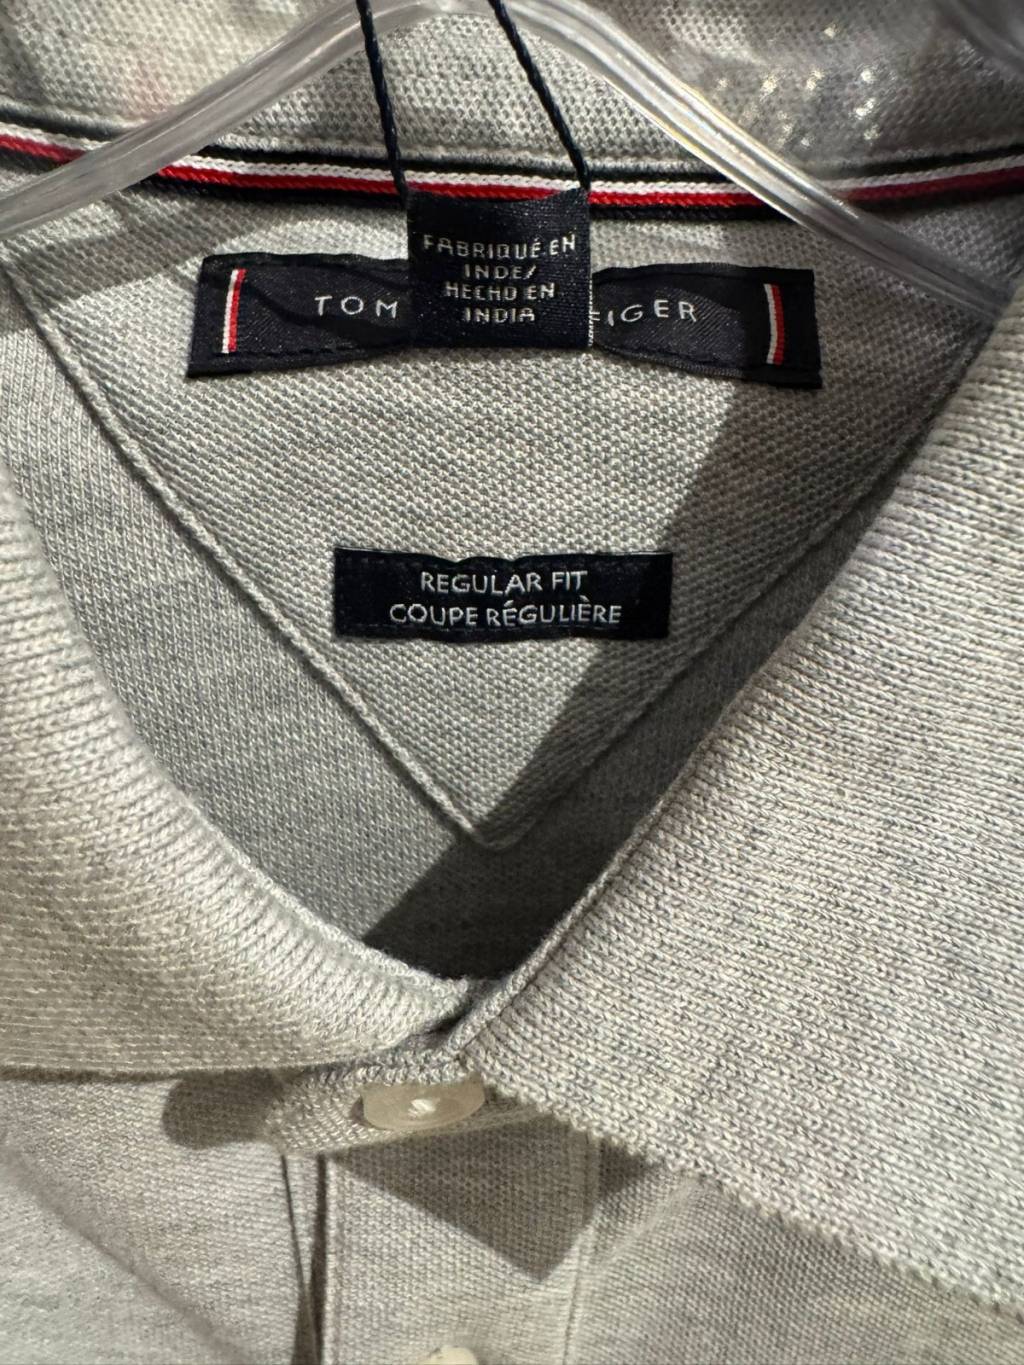 FABRIQUÉ EN
INDE/
HECHO EN
INDIA
TOM IGER
REGULAR FIT
COUPE RÉGULIÈRE